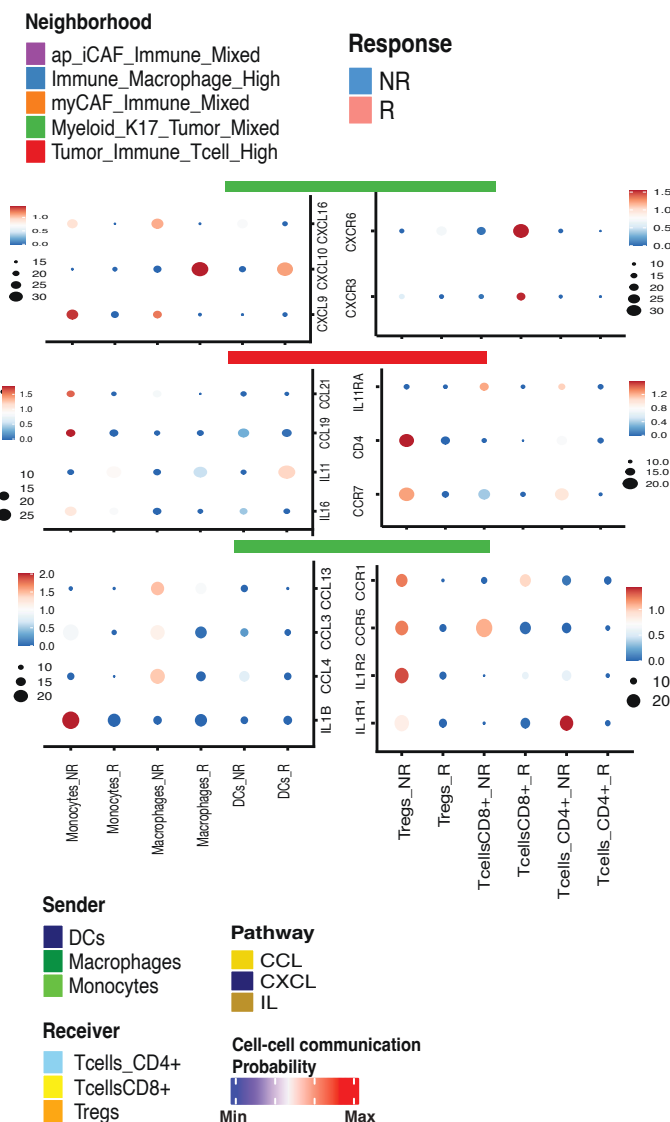 Neighborhood
ap_iCAF_Immune_Mixed
Immune_Macrophage_High
myCAF_Immune_Mixed
Myeloid_K17_Tumor_Mixed
Tumor_Immune_Tcell_High
Response
NR
R
1.0
0.5
0.0
15
20
25
30
CXCL16
CXCL10
CXCL9
CXCR6
CXCR3
1.5
1.0
0.5
0.0
10
15
20
25
30
1.5
1.0
0.5
0.0
10
15
20
25
CCL21
CCL19
IL11
IL16
IL11RA
CD4
CCR7
1.2
0.8
0.4
10.0
15.0
20.0
2.0
1.5
1.0
0.5
0.0
10
15
20
CCL13
CCL3
CCL4
IL1B
CCR1
CCR5
IL1R2
IL1R1
1.0
0.5
0.0
10
20
Monocytes_NR
Monocytes_R
Macrophages_NR
Macrophages_R
DCs_NR
DCs_R
Tregs_NR
Tregs_R
TcellsCD8+_NR
TcellsCD8+_R
Tcells_CD4+_NR
Tcells_CD4+_R
Sender
DCs
Macrophages
Monocytes
Pathway
CCL
CXCL
IL
Receiver
Tcells_CD4+
TcellsCD8+
Tregs
Cell-cell communication
Probability
Min
Max